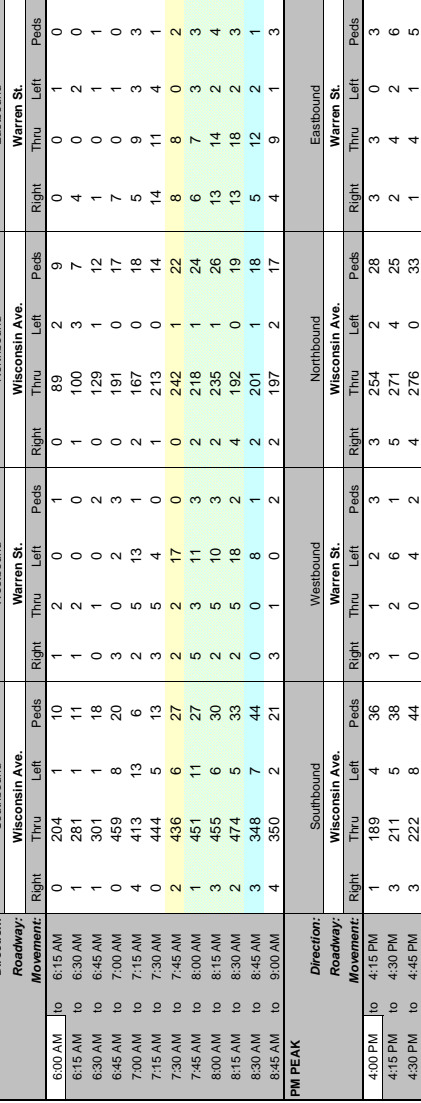 Roadway: Wisconsin Ave. Warren St. Wisconsin Ave. Warren St.
Movement: Right Thru Left Peds Right Thru Left Peds Right Thru Left Peds Right Thru Left Peds
6:00 AM to 6:15 AM 0 204 1 10 1 2 0 1 0 89 2 9 0 0 1 0
6:15 AM to 6:30 AM 1 281 1 11 1 2 0 0 1 100 3 7 4 0 2 0
6:30 AM to 6:45 AM 1 301 1 18 0 1 0 2 0 129 1 12 1 0 1 1
6:45 AM to 7:00 AM 0 459 8 20 3 0 2 3 0 191 0 17 7 0 1 0
7:00 AM to 7:15 AM 4 413 13 6 2 5 13 1 2 167 0 18 5 9 3 3
7:15 AM to 7:30 AM 0 444 5 13 3 5 4 0 1 213 0 14 14 11 4 1
7:30 AM to 7:45 AM 2 436 6 27 2 2 17 0 0 242 1 22 8 8 0 2
7:45 AM to 8:00 AM 1 451 11 27 5 3 11 3 2 218 1 24 6 7 3 3
8:00 AM to 8:15 AM 3 455 6 30 2 5 10 3 2 235 1 26 13 14 2 4
8:15 AM to 8:30 AM 2 474 5 33 2 5 18 2 4 192 0 19 13 18 2 3
8:30 AM to 8:45 AM 3 348 7 44 0 0 8 1 2 201 1 18 5 12 2 1
8:45 AM to 9:00 AM 4 350 2 21 3 1 0 2 2 197 2 17 4 9 1 3
PM PEAK
Direction: Southbound Westbound Northbound Eastbound
Roadway: Wisconsin Ave. Warren St. Wisconsin Ave. Warren St.
Movement: Right Thru Left Peds Right Thru Left Peds Right Thru Left Peds Right Thru Left Peds
4:00 PM to 4:15 PM 1 189 4 36 3 1 2 3 3 254 2 28 3 3 0 3
4:15 PM to 4:30 PM 3 211 5 38 1 2 6 1 5 271 4 25 2 4 2 6
4:30 PM to 4:45 PM 3 222 8 44 0 0 4 2 4 276 0 33 1 4 1 5